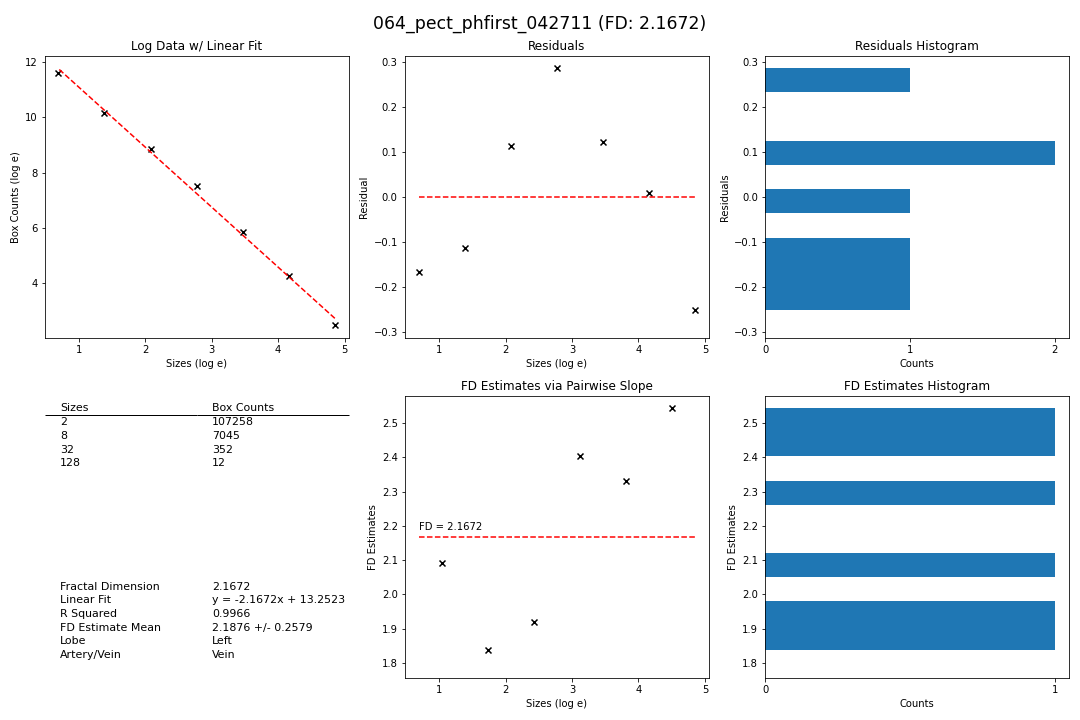 064_pect_phfirst_042711 (FD: 2.1672)
Log Data w/ Linear Fit
12
10
8
6
4
Box Counts (log e)
1 2 3 4 5
Sizes (log e)
Residuals
0.3
0.2
0.1
0.0
−0.1
−0.2
−0.3
Residual
1 2 3 4 5
Sizes (log e)
Residuals Histogram
0.3
0.2
0.1
0.0
−0.1
−0.2
−0.3
Residuals
0 1 2
Counts
Sizes Box Counts
2 107258
8 7045
32 352
128 12
Fractal Dimension 2.1672
Linear Fit y = -2.1672x + 13.2523
R Squared 0.9966
FD Estimate Mean 2.1876 +/- 0.2579
Lobe Left
Artery/Vein Vein
FD Estimates via Pairwise Slope
2.5
2.4
2.3
2.2
2.1
2.0
1.9
1.8
FD Estimates
FD = 2.1672
1 2 3 4 5
Sizes (log e)
FD Estimates Histogram
2.5
2.4
2.3
2.2
2.1
2.0
1.9
1.8
FD Estimates
0 1
Counts